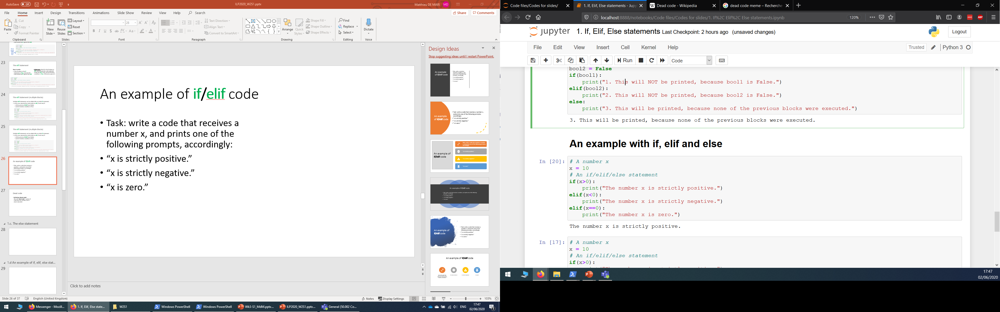 AutoSave Off
ILP2020_W2S1.pptx
Matthieu DE MARI MD
File Home Insert Design Transitions Animations Slide Show Review View Help Search
Share Comments
Paste
Cut
Copy
Format Painter
Clipboard
New Slide
Reuse Slides
Layout
Reset
Section
Slides
28
Font
Text Direction
Align Text
Convert to SmartArt
Paragraph
Arrange
Quick Styles
Shape Fill
Shape Outline
Shape Effects
Drawing
Find
Replace
Select
Editing
Dictate
Voice
23
The elif statement
24
The elif statement (multiple blocks)
25
The elif statement (multiple blocks)
26
An example of if/elif code
27
Dead code
1.c. The else statement
28
1.d An example of if, elif, else stat...
29
An example of if/elif code
• Task: write a code that receives a
number x, and prints one of the
following prompts, accordingly:
• “x is strictly positive.”
• “x is strictly negative.”
• “x is zero.”
Click to add notes
Design Ideas
Stop suggesting ideas until I restart PowerPoint.
An example of if/elif code
An example of if/elif code
An example of if/elif code
An example of if/elif code
An example of if/elif code
An example of if/elif code
Slide 26 of 37 English (United Kingdom)
Notes Display Settings 103%
Messenger - Mozill...
1. If, Elif, Else state...
W2S1
Windows PowerShell
Windows PowerShell
Wk3-S1_MdM.pptx...
ILP2020_W2S1.pptx...
General (50.002 Co...
ENG
17:47
02/06/2020
Code files/Codes for slides/
1. If, Elif, Else statements - Jupy
Dead code - Wikipedia
dead code meme – Recherche
localhost:8888/notebooks/Code files/Codes for slides/1. If%2C Elif%2C Else statements.ipynb
120%
ABP
jupyter 1. If, Elif, Else statements Last Checkpoint: 2 hours ago (unsaved changes)
Logout
File Edit View Insert Cell Kernel Help
Trusted Python 3
Run
Code
bool2 = False
if(bool1):
print("1. This will NOT be printed, because bool1 is False.")
elif(bool2):
print("2. This will NOT be printed, because bool2 is False.")
else:
print("3. This will be printed, because none of the previous blocks were executed.")
3. This will be printed, because none of the previous blocks were executed.
An example with if, elif and else
In [20]: # A number x
x = 10
# An if/elif/else statement
if(x>0):
print("The number x is strictly positive.")
elif(x<0):
print("The number x is strictly negative.")
elif(x==0):
print("The number x is zero.")
The number x is strictly positive.
In [17]: # A number x
x = 10
# An if/elif/else statement
if(x>0):
17:47
02/06/2020